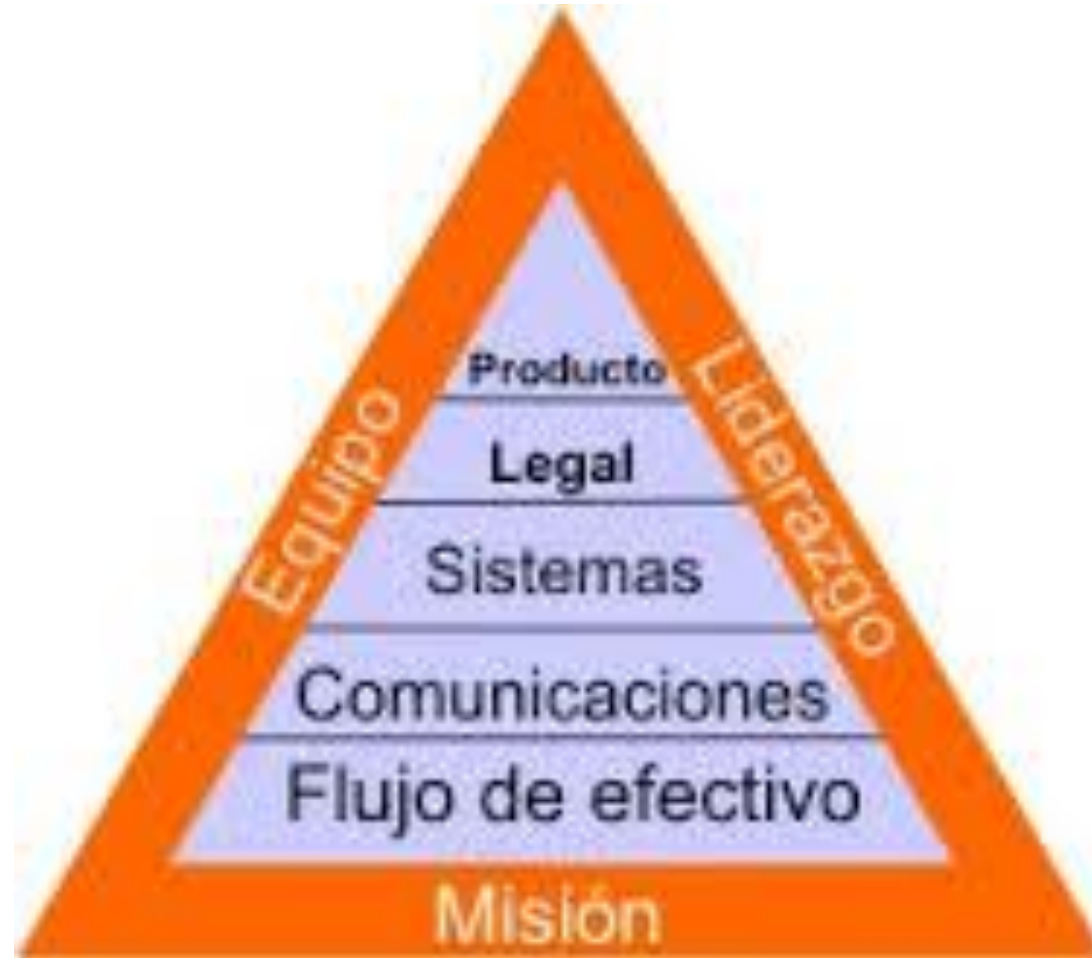 Producto
Legal
Sistemas
Comunicaciones
Flujo de efectivo
Equipo
Liderazgo
Misión